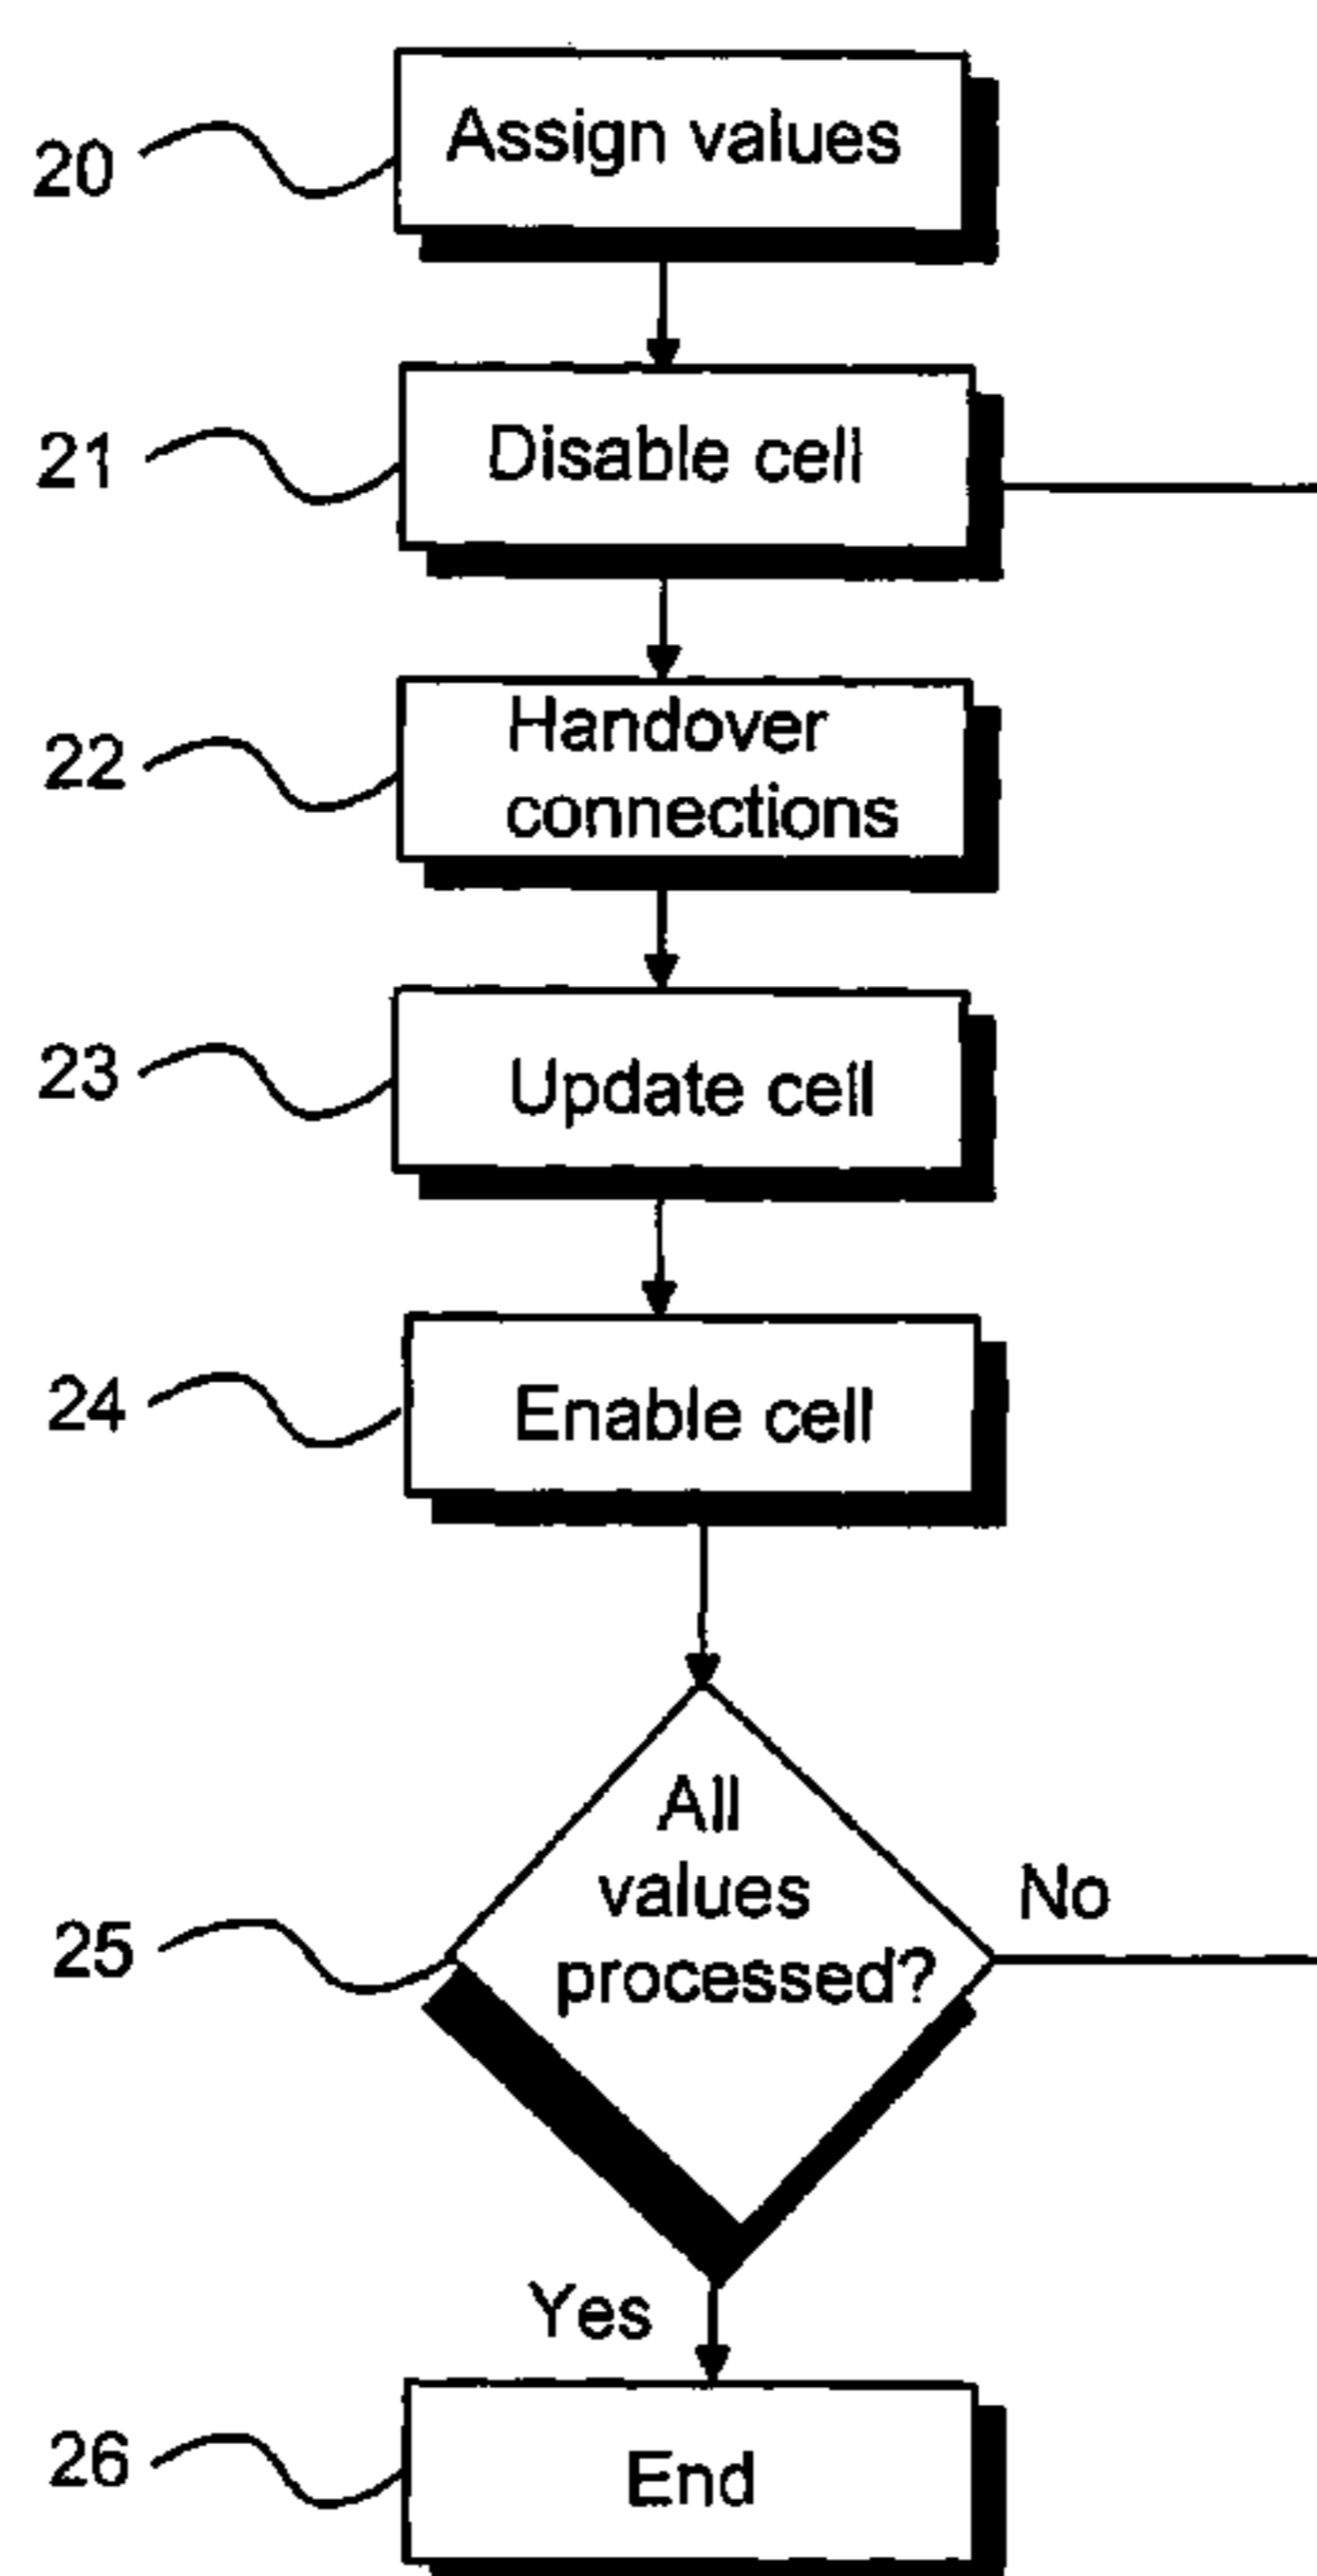 20
Assign values
21
Disable cell
22
Handover
connections
23
Update cell
24
Enable cell
25
All
values
processed?
No
Yes
26
End